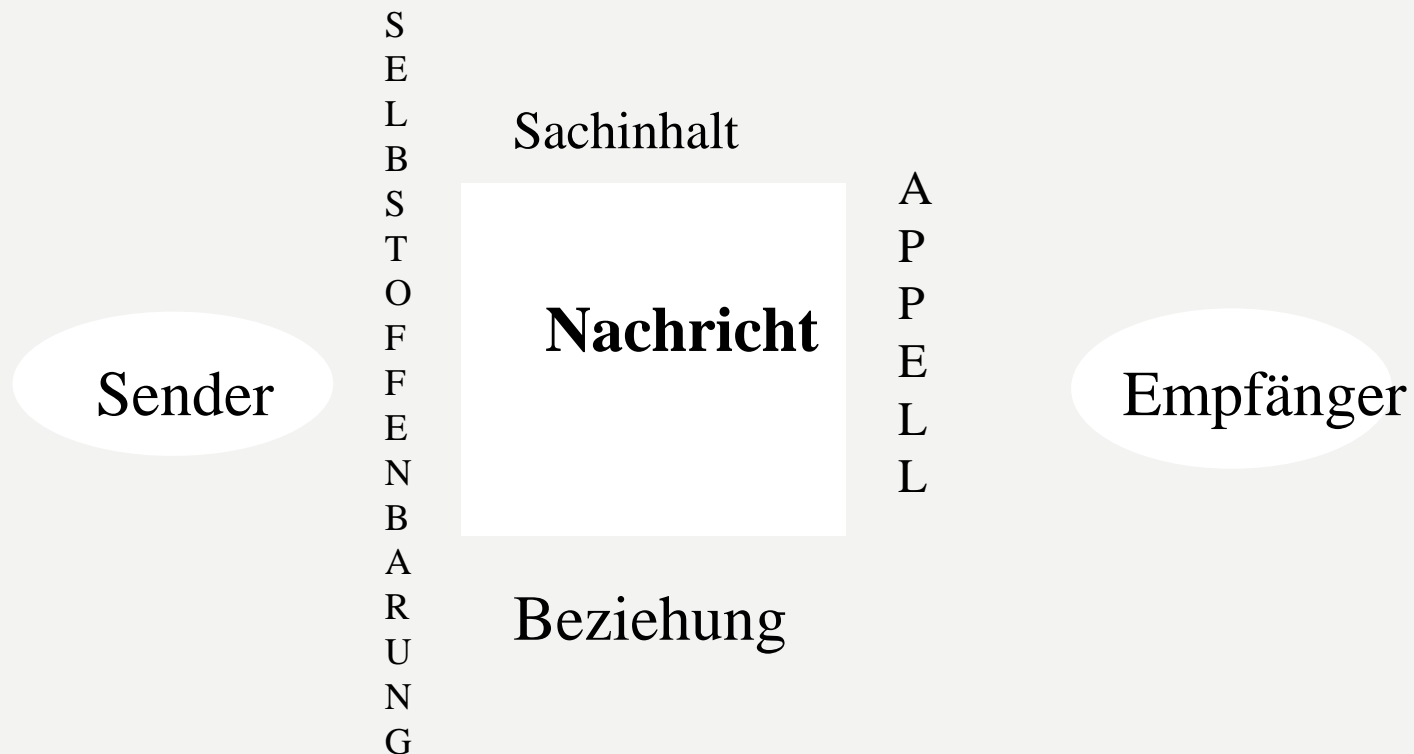 SELBSTOFFENBARUNG
Sachinhalt
APPELL
Nachricht
Sender
Empfänger
Beziehung